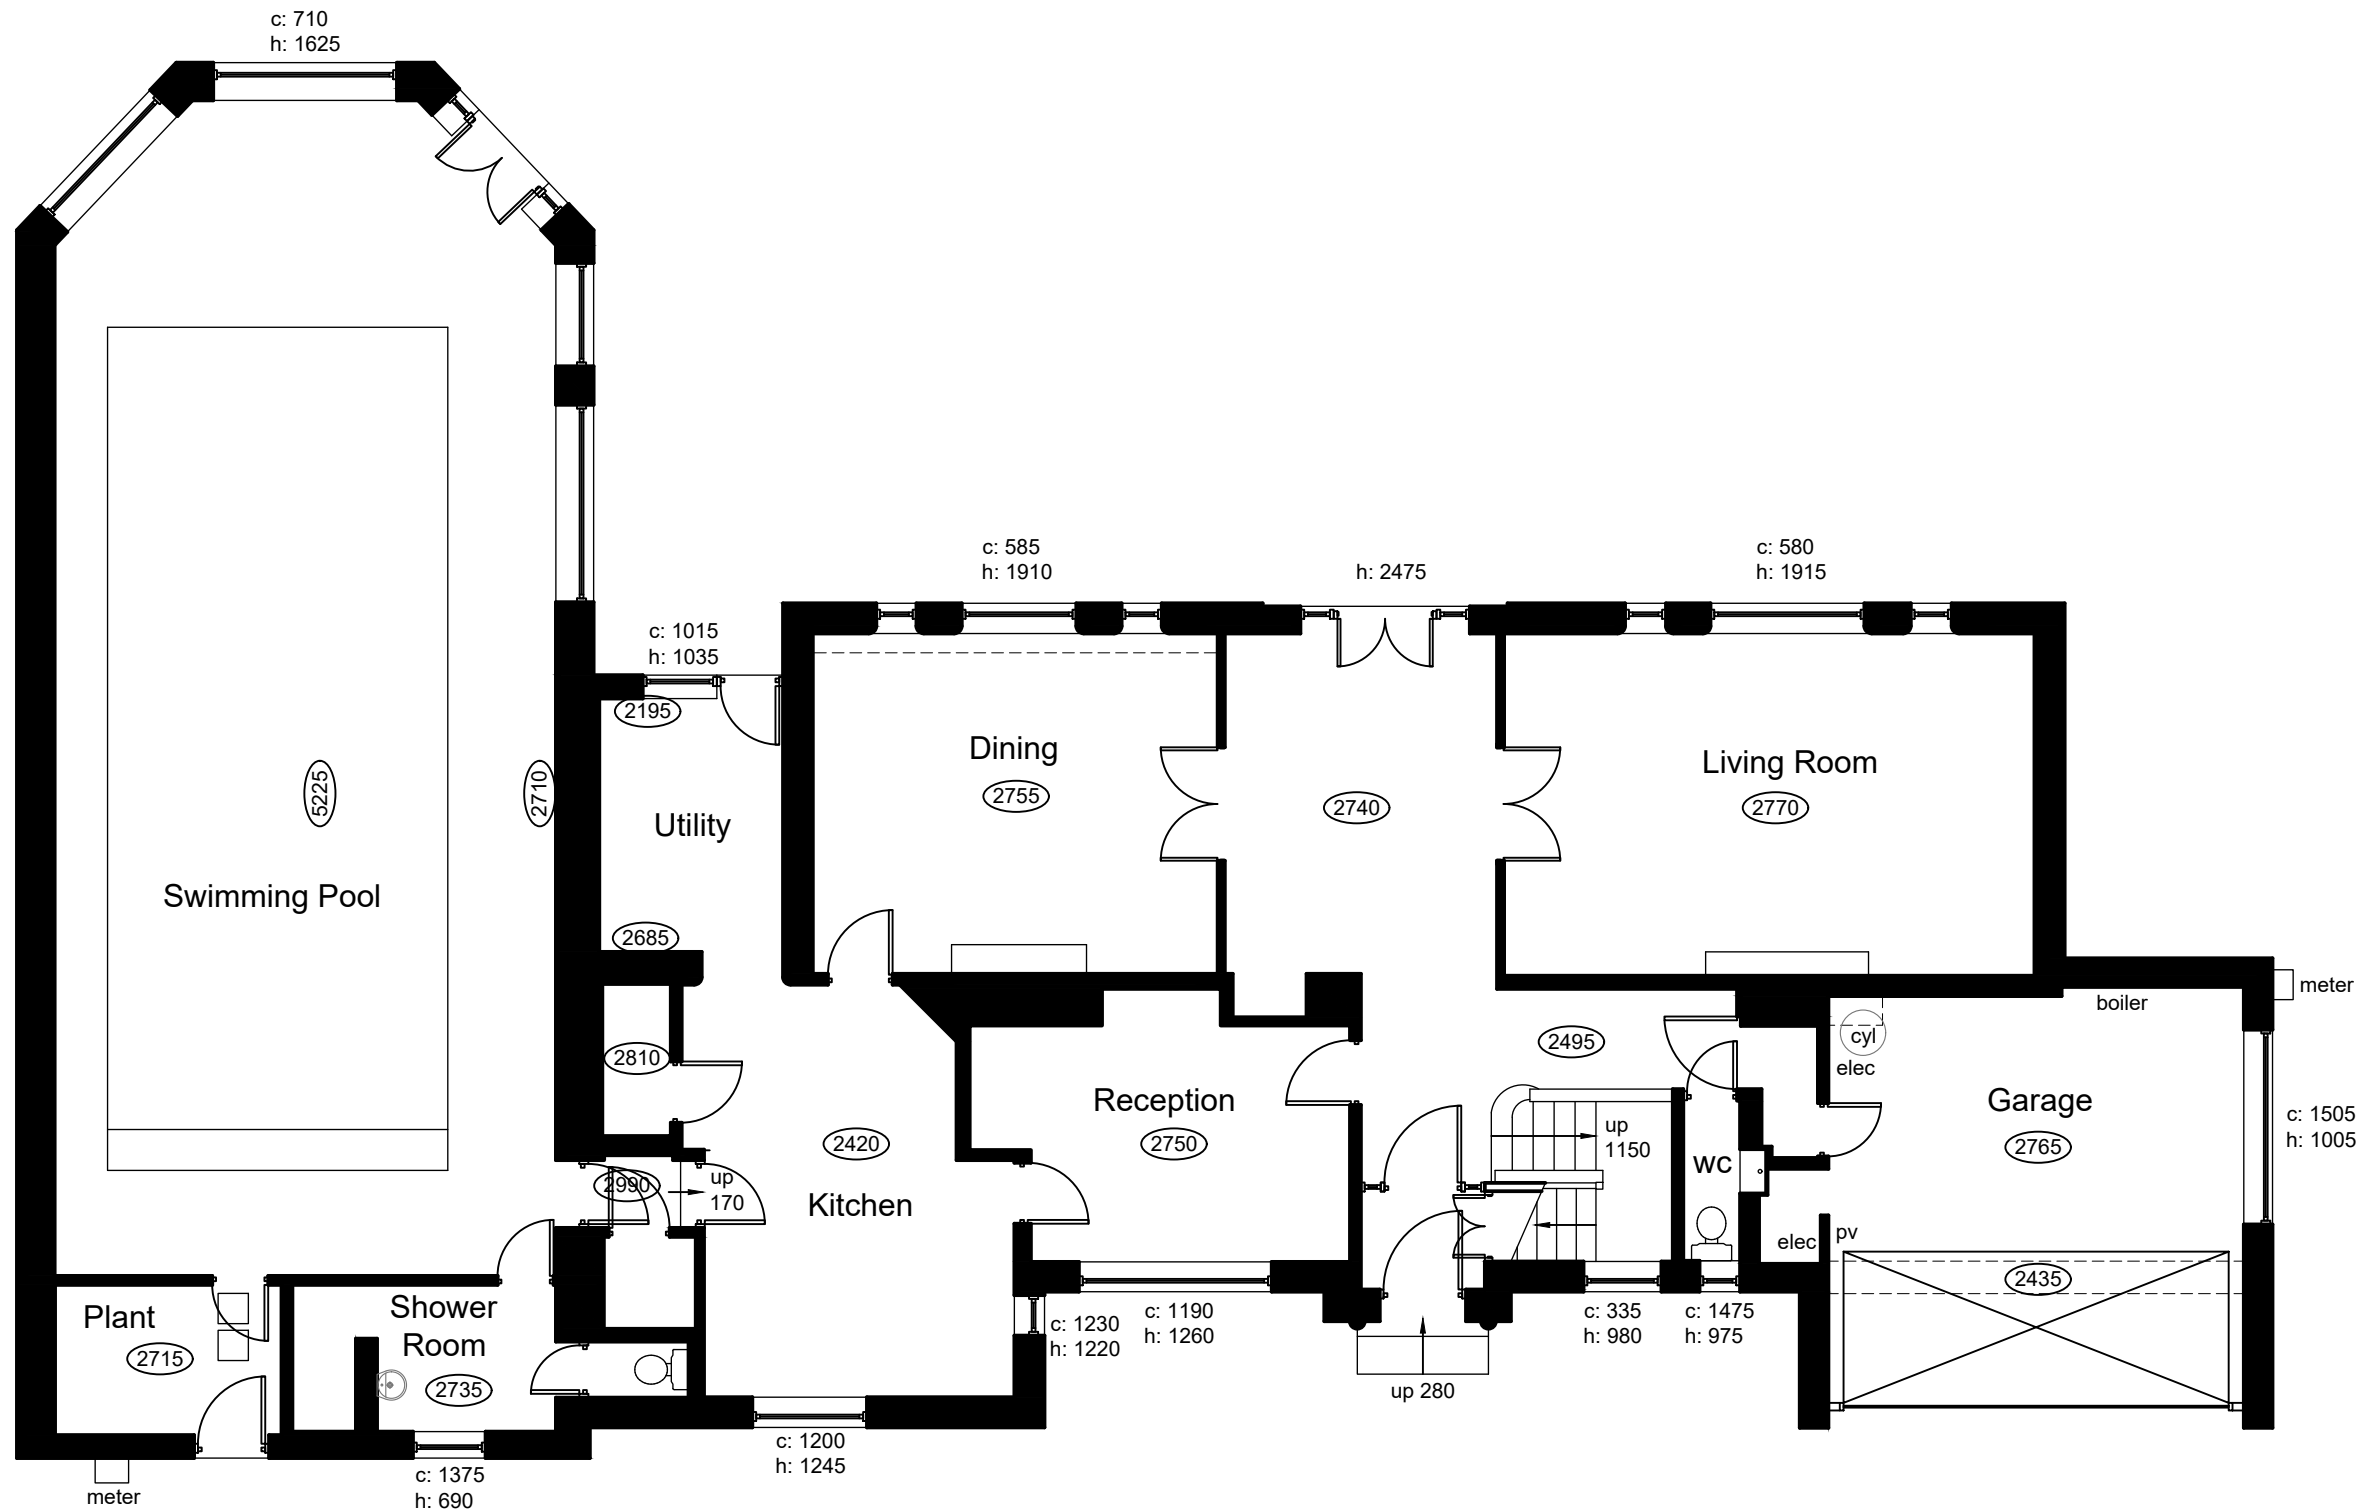 c: 710
h: 1625
c: 585
h: 1910
h: 2475
c: 580
h: 1915
c: 1015
h: 1035
2195
Dining
2755
Living Room
2770
2740
5225
2710
Utility
Swimming Pool
2685
meter
boiler
cyl
elec
2495
2810
Reception
2750
Garage
2765
c: 1505
h: 1005
up
1150
2420
Kitchen
WC
2990
up
170
elec
pv
2435
Plant
2715
Shower
Room
2735
c: 1230
h: 1220
c: 1190
h: 1260
c: 335
h: 980
c: 1475
h: 975
up 280
c: 1200
h: 1245
c: 1375
h: 690
meter